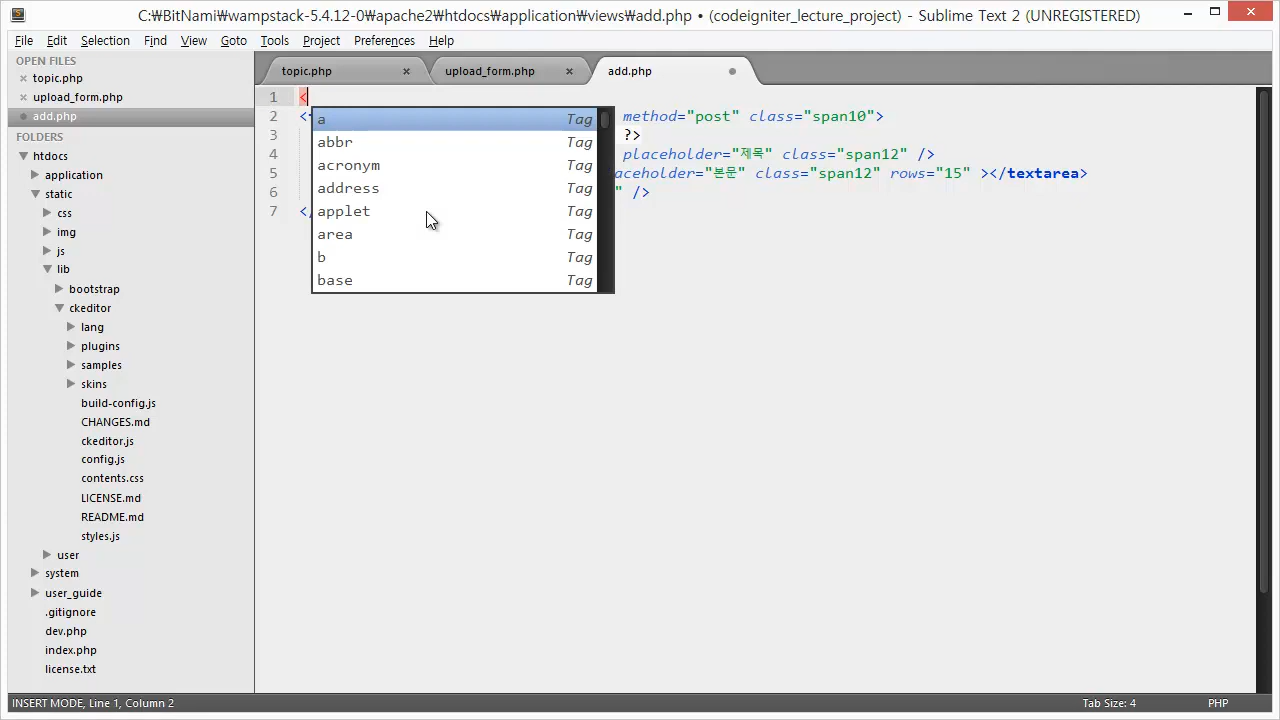 C:₩BitNami₩wampstack-5.4.12-0₩apache2₩htdocs₩application₩views₩add.php • (codeigniter_lecture_project) - Sublime Text 2 (UNREGISTERED)
File Edit Selection Find View Goto Tools Project Preferences Help
OPEN FILES
topic.php
upload_form.php
add.php
FOLDERS
htdocs
application
static
css
img
js
lib
bootstrap
ckeditor
lang
plugins
samples
skins
build-config.js
CHANGES.md
ckeditor.js
config.js
contents.css
LICENSE.md
README.md
styles.js
user
system
user_guide
.gitignore
dev.php
index.php
license.txt
topic.php upload_form.php add.php
1 <
2 < method="post" class="span10">
3 ?>
4 placeholder="제목" class="span12" />
5 aceholder="본문" class="span12" rows="15" ></textarea>
6 " />
7 <
a Tag
abbr Tag
acronym Tag
address Tag
applet Tag
area Tag
b Tag
base Tag
INSERT MODE, Line 1, Column 2 Tab Size: 4 PHP